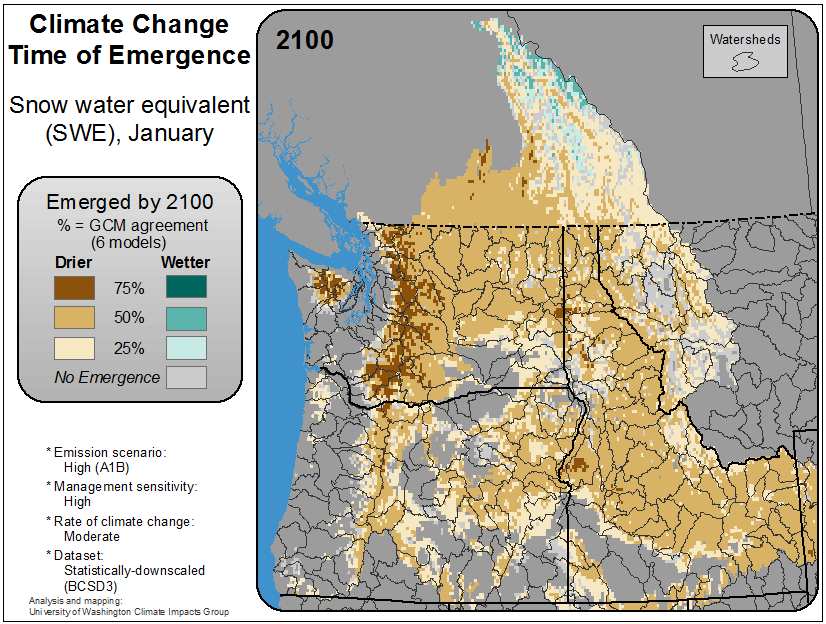 Climate Change
Time of Emergence
Snow water equivalent
(SWE), January
Emerged by 2100
% = GCM agreement
(6 models)
Drier Wetter
75%
50%
25%
No Emergence
* Emission scenario:
High (A1B)
* Management sensitivity:
High
* Rate of climate change:
Moderate
* Dataset:
Statistically-downscaled
(BCSD3)
Analysis and mapping:
University of Washington Climate Impacts Group
2100
Watersheds